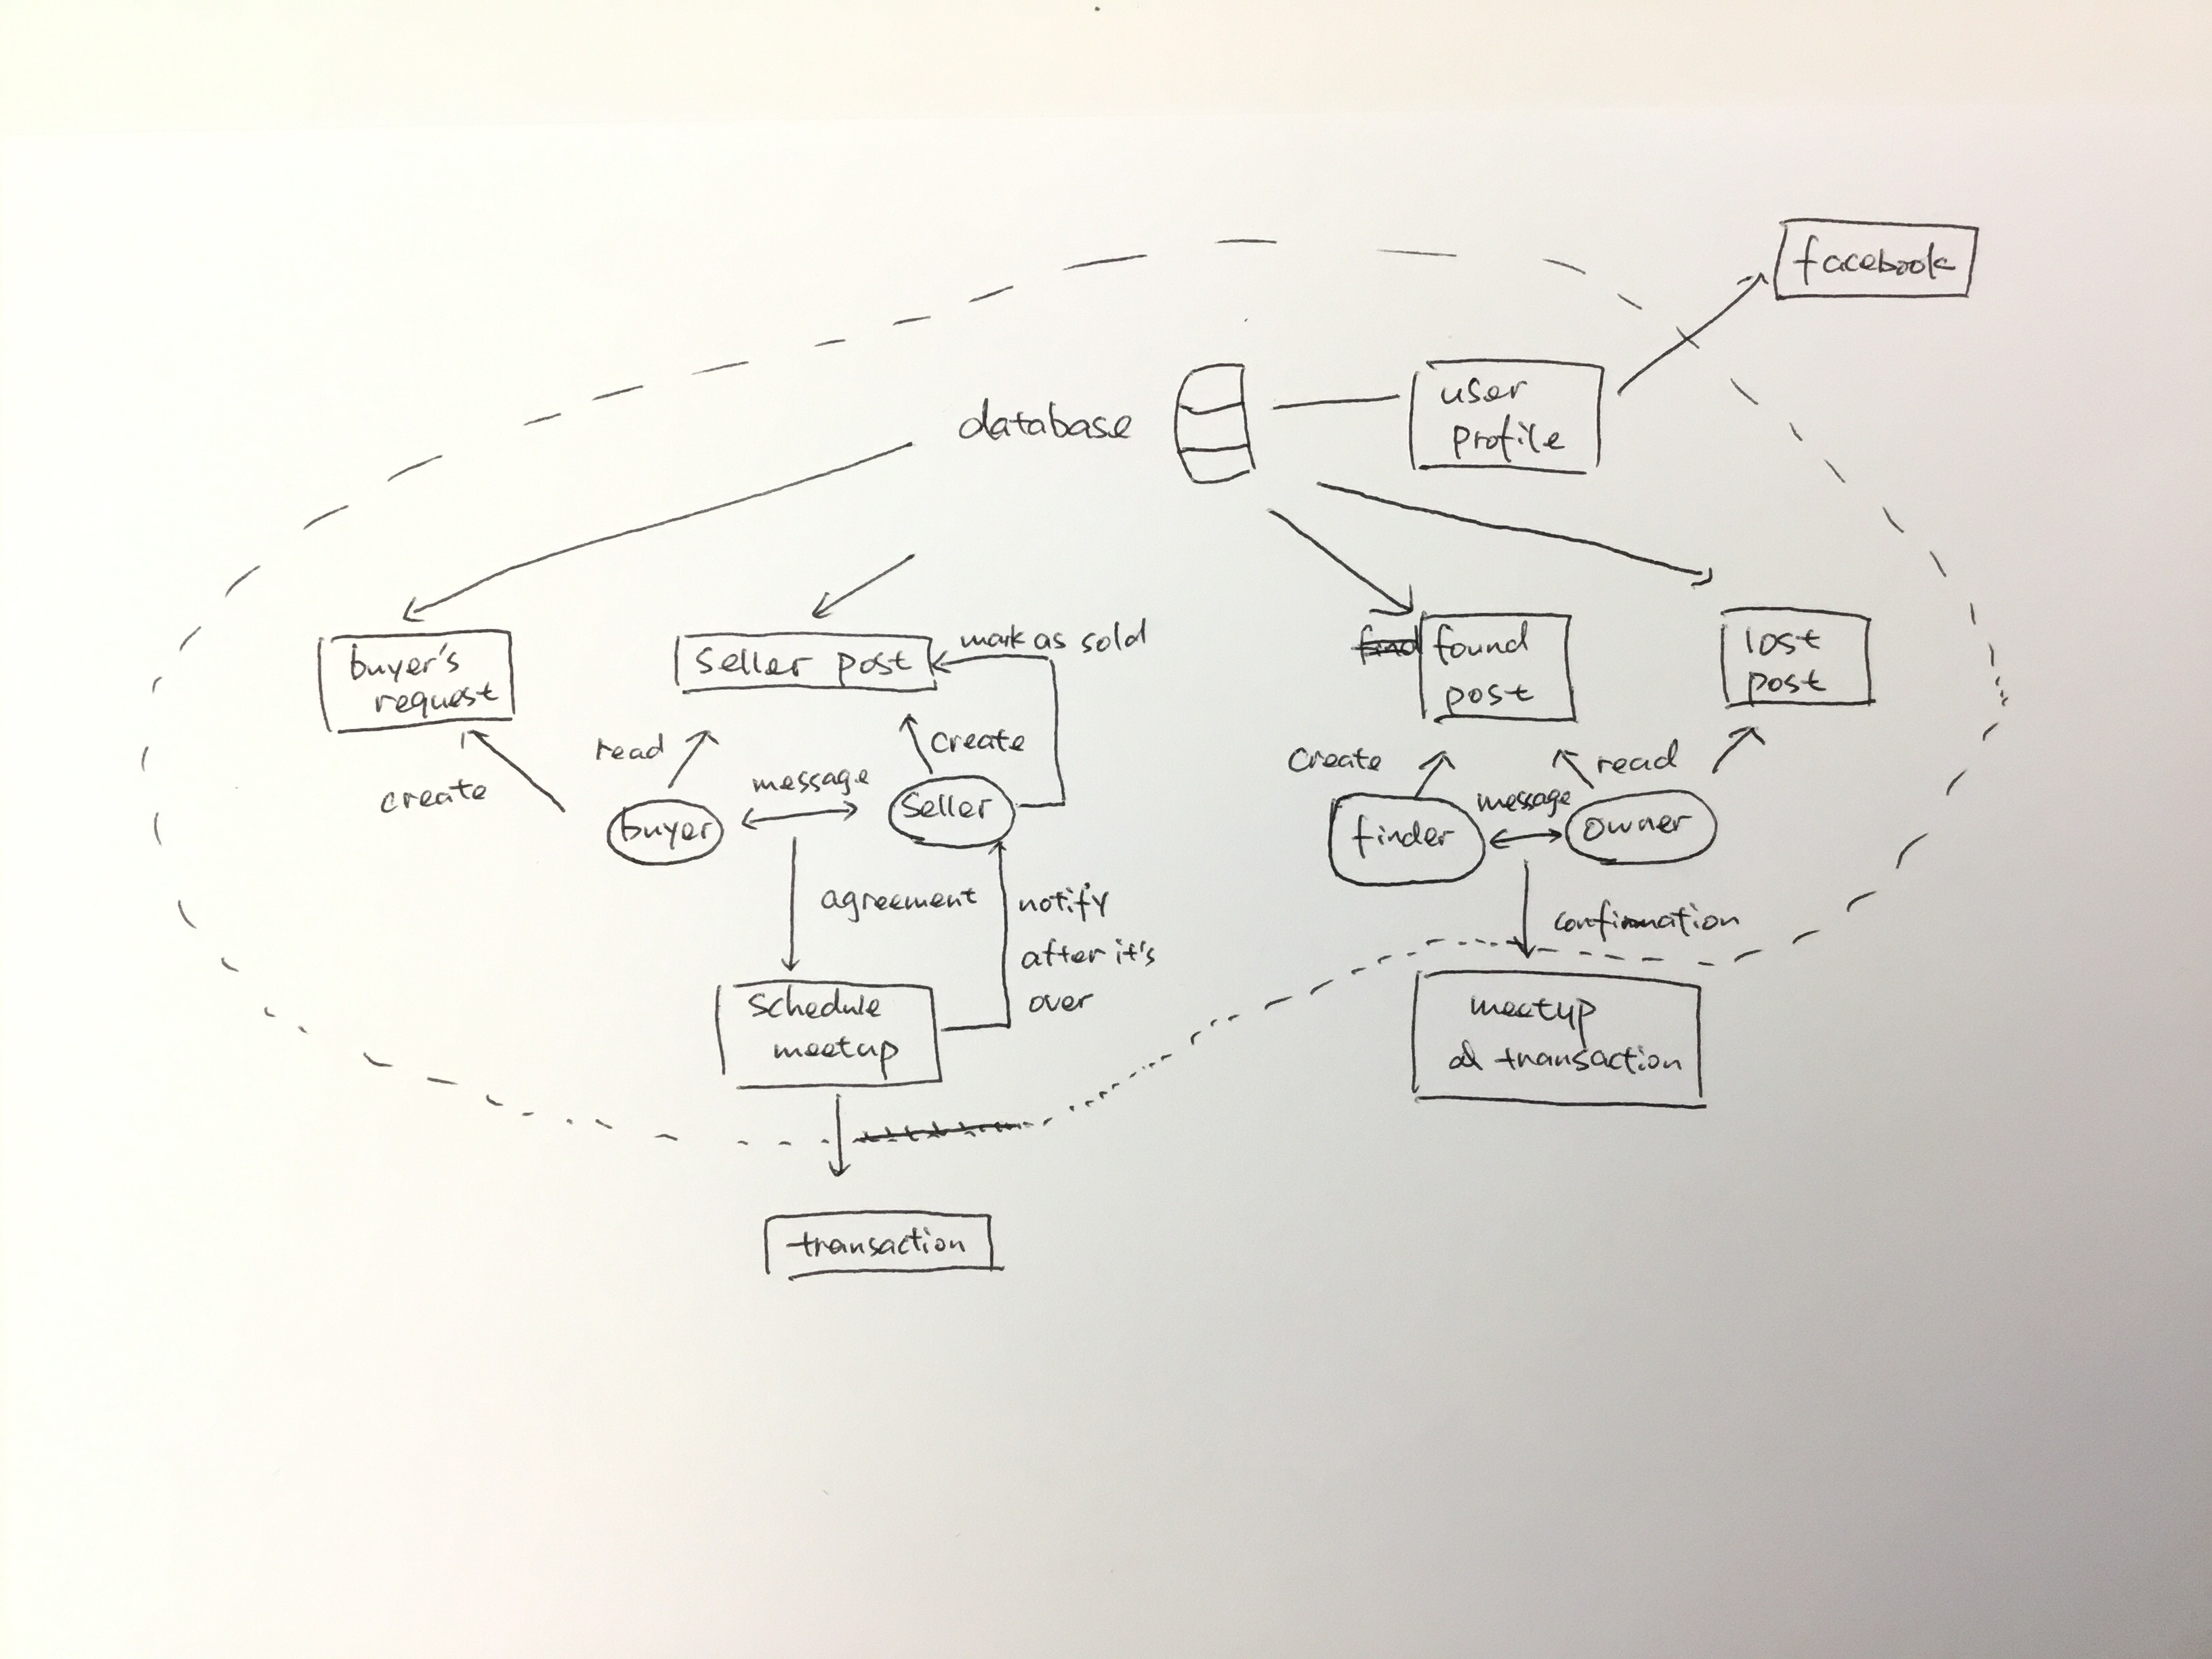 facebook
database
user
profile
buyer's
request
seller post
mark as sold
find found
post
lost
post
create
read
message
create
buyer
seller
create
read
message
finder
owner
agreement
notify
after it's
over
confirmation
schedule
meetup
meetup
transaction
transaction